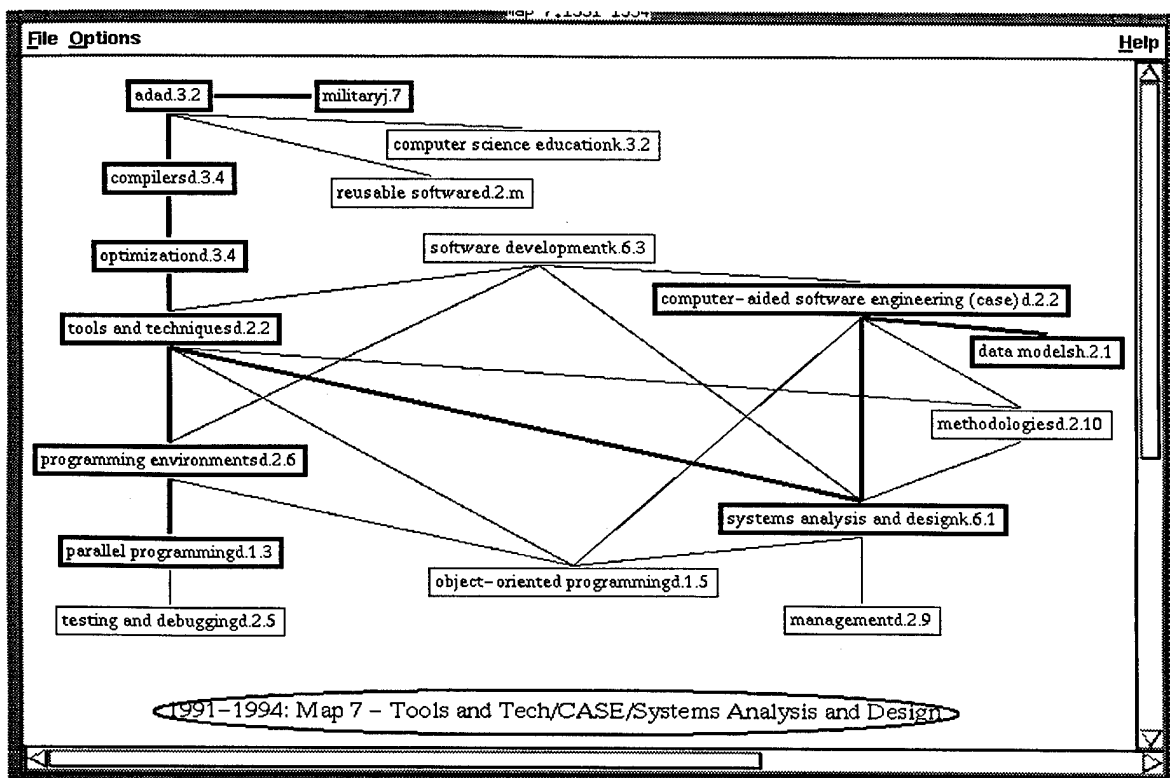 Map 7:1991-1994
File Options Help
adad.3.2
militaryj.7
computer science educationk.3.2
compilersd.3.4
reusable softwared.2.m
software developmentk.6.3
optimizationd.3.4
computer-aided software engineering (case) d.2.2
tools and techniquesd.2.2
data modelsh.2.1
methodologiesd.2.10
programming environmentsd.2.6
systems analysis and designk.6.1
parallel programmingd.1.3
object-oriented programmingd.1.5
testing and debuggingd.2.5
managementd.2.9
1991-1994: Map 7 - Tools and Tech/CASE/Systems Analysis and Design